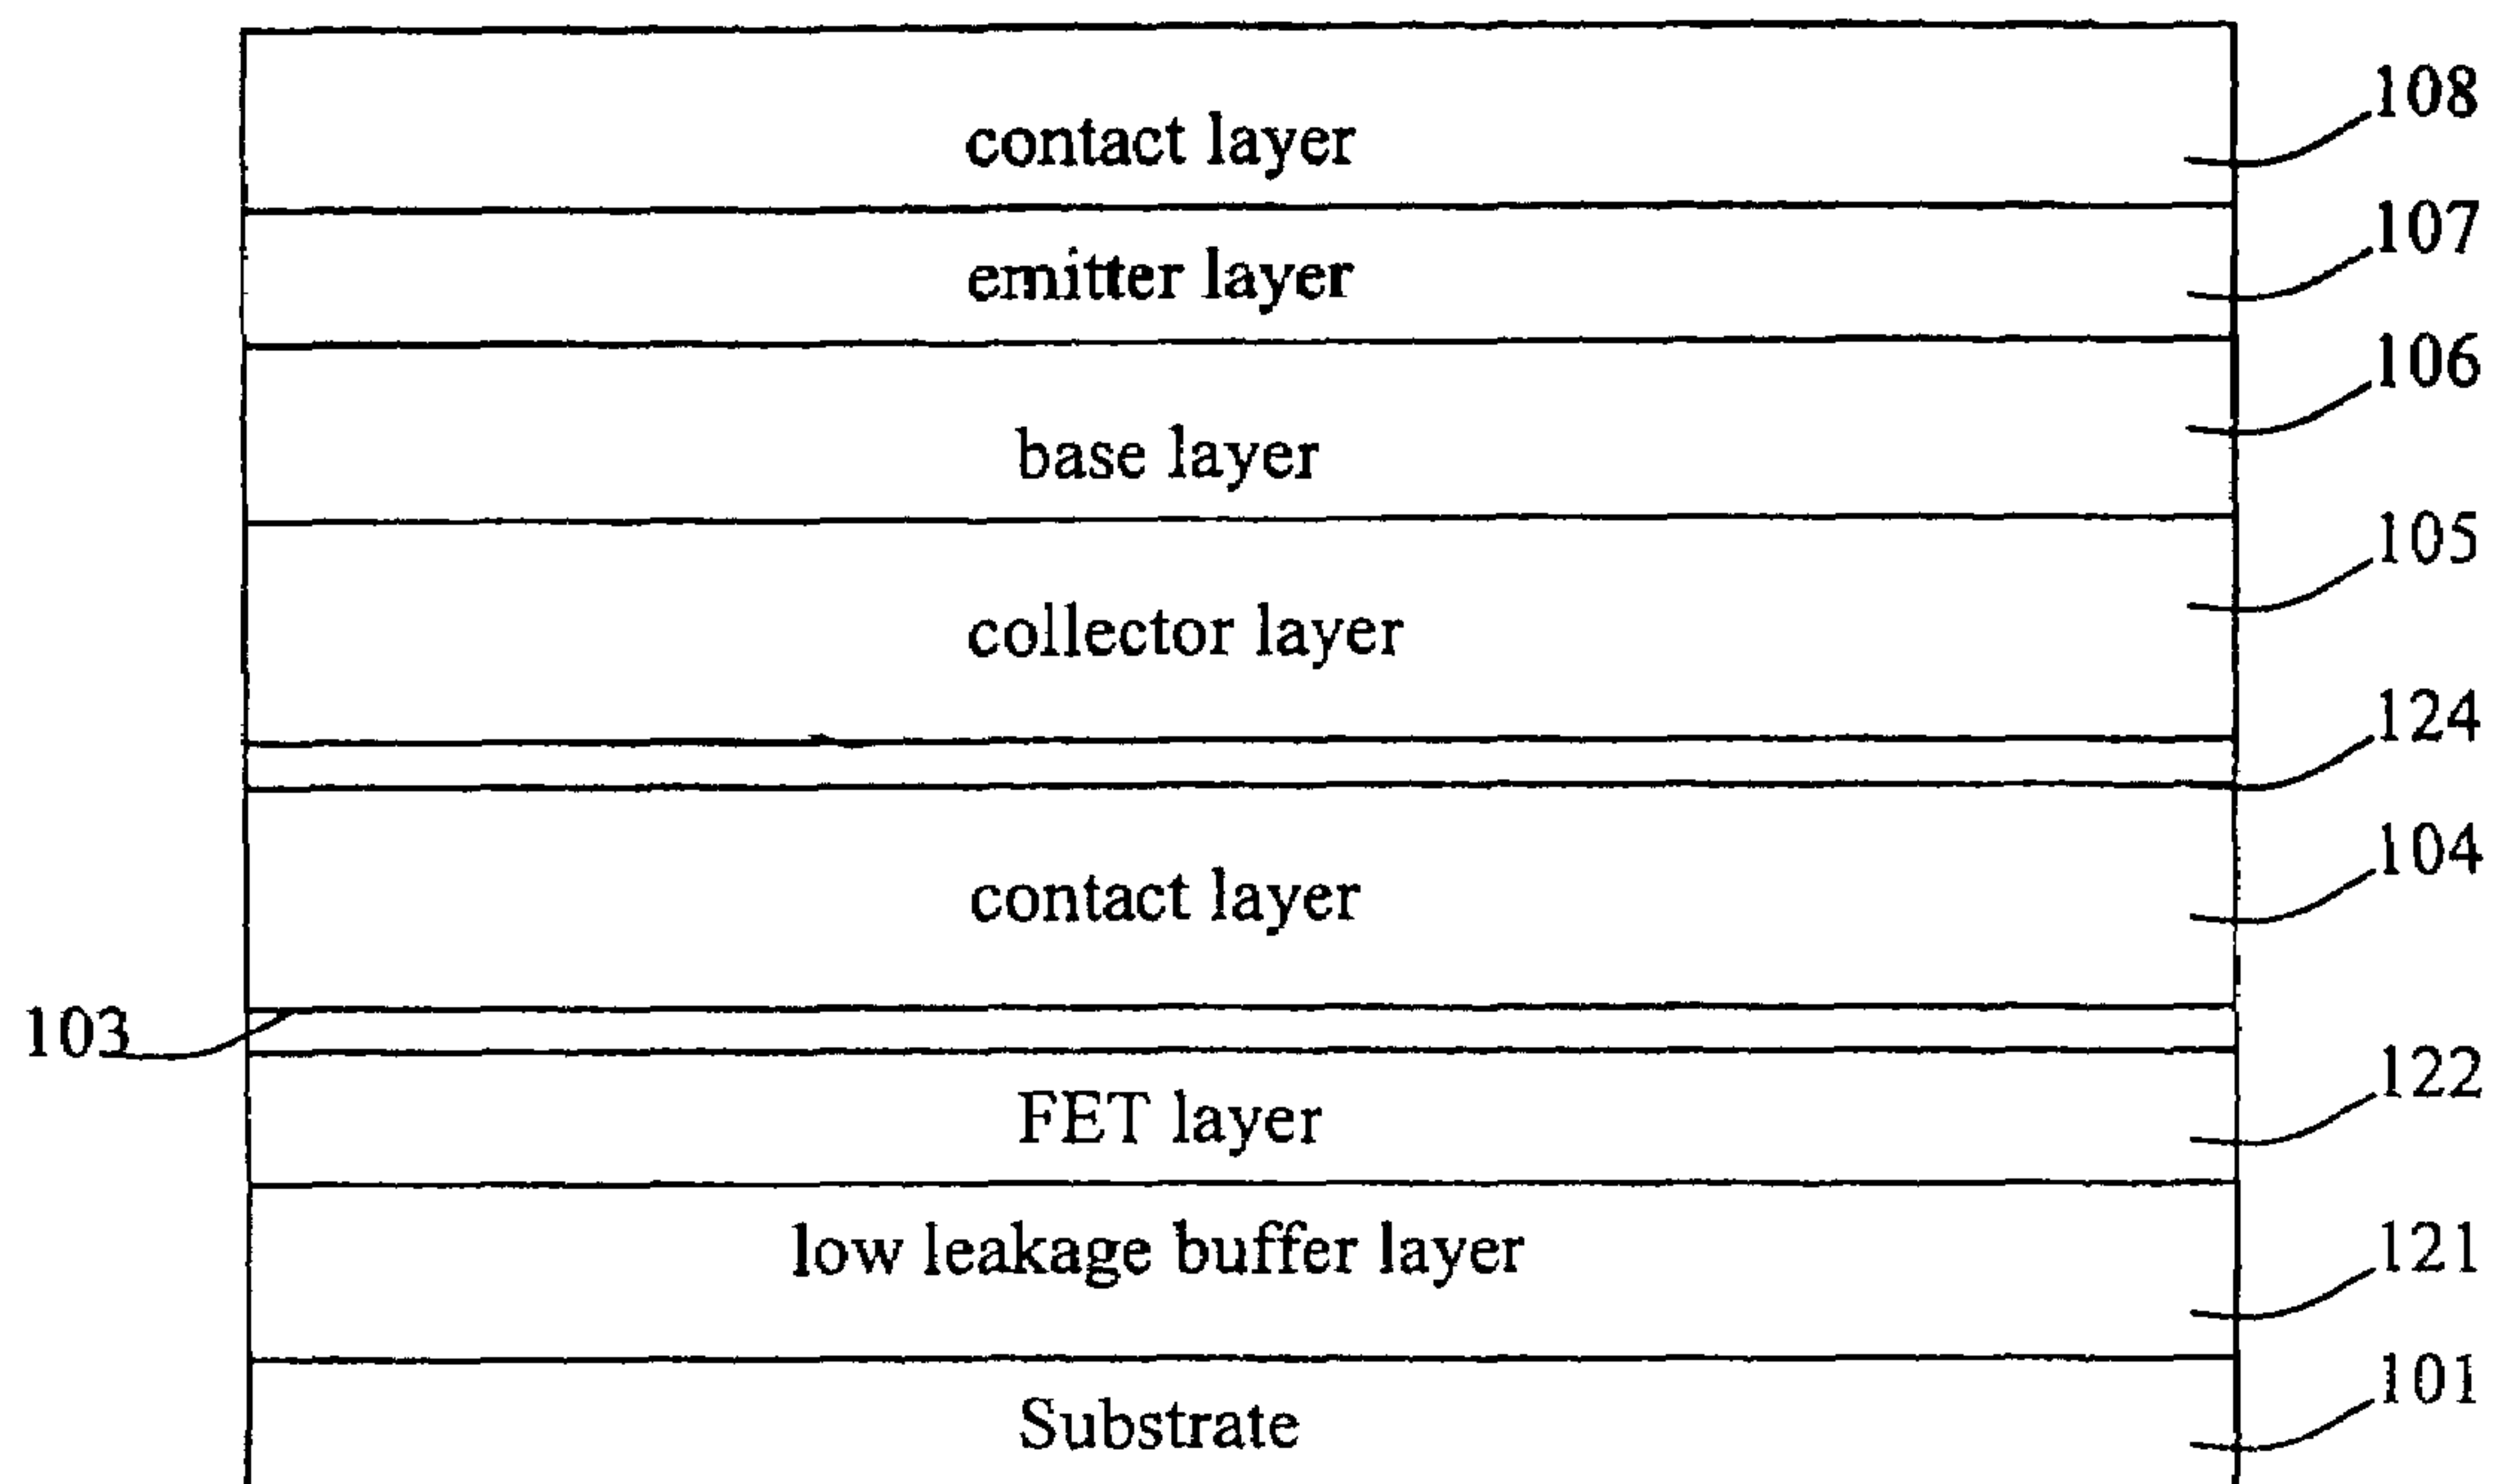 108
contact layer
107
emitter layer
106
base layer
105
collector layer
124
104
contact layer
103
122
FET layer
121
low leakage buffer layer
101
Substrate